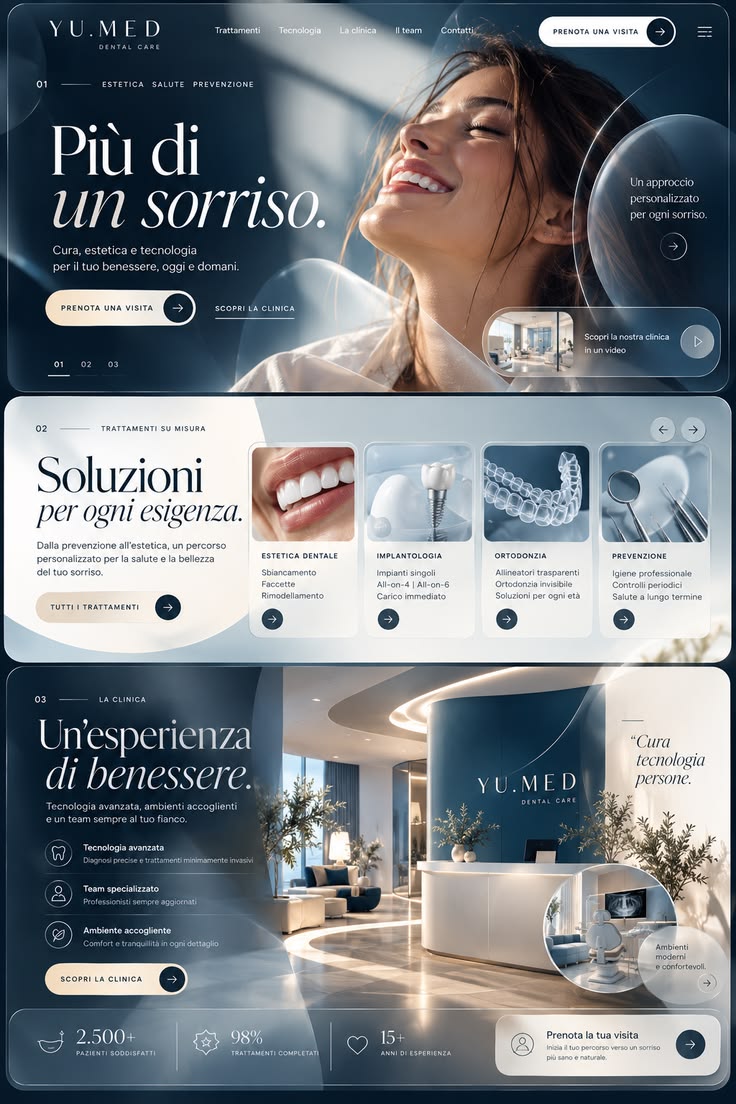 YU.MED
DENTAL CARE
Trattamenti
Tecnologia
La clinica
Il team
Contatti
PRENOTA UNA VISITA
01
ESTETICA SALUTE PREVENZIONE
Più di
un sorriso.
Cura, estetica e tecnologia
per il tuo benessere, oggi e domani.
PRENOTA UNA VISITA
SCOPRI LA CLINICA
01 02 03
Un approccio
personalizzato
per ogni sorriso.
Scopri la nostra clinica
in un video
02
TRATTAMENTI SU MISURA
Soluzioni
per ogni esigenza.
Dalla prevenzione all'estetica, un percorso
personalizzato per la salute e la bellezza
del tuo sorriso.
TUTTI I TRATTAMENTI
ESTETICA DENTALE
Sbiancamento
Faccette
Rimodellamento
IMPLANTOLOGIA
Impianti singoli
All-on-4 | All-on-6
Carico immediato
ORTODONZIA
Allineatori trasparenti
Ortodonzia invisibile
Soluzioni per ogni età
PREVENZIONE
Igiene professionale
Controlli periodici
Salute a lungo termine
03
LA CLINICA
Un'esperienza
di benessere.
Tecnologia avanzata, ambienti accoglienti
e un team sempre al tuo fianco.
Tecnologia avanzata
Diagnosi precise e trattamenti minimamente invasivi
Team specializzato
Professionisti sempre aggiornati
Ambiente accogliente
Comfort e tranquillità in ogni dettaglio
SCOPRI LA CLINICA
YU.MED
DENTAL CARE
“Cura
tecnologia
persone.
Ambienti
moderni
e confortevoli.
2.500+
PAZIENTI SODDISFATTI
98%
TRATTAMENTI COMPLETATI
15+
ANNI DI ESPERIENZA
Prenota la tua visita
Inizia il tuo percorso verso un sorriso
più sano e naturale.